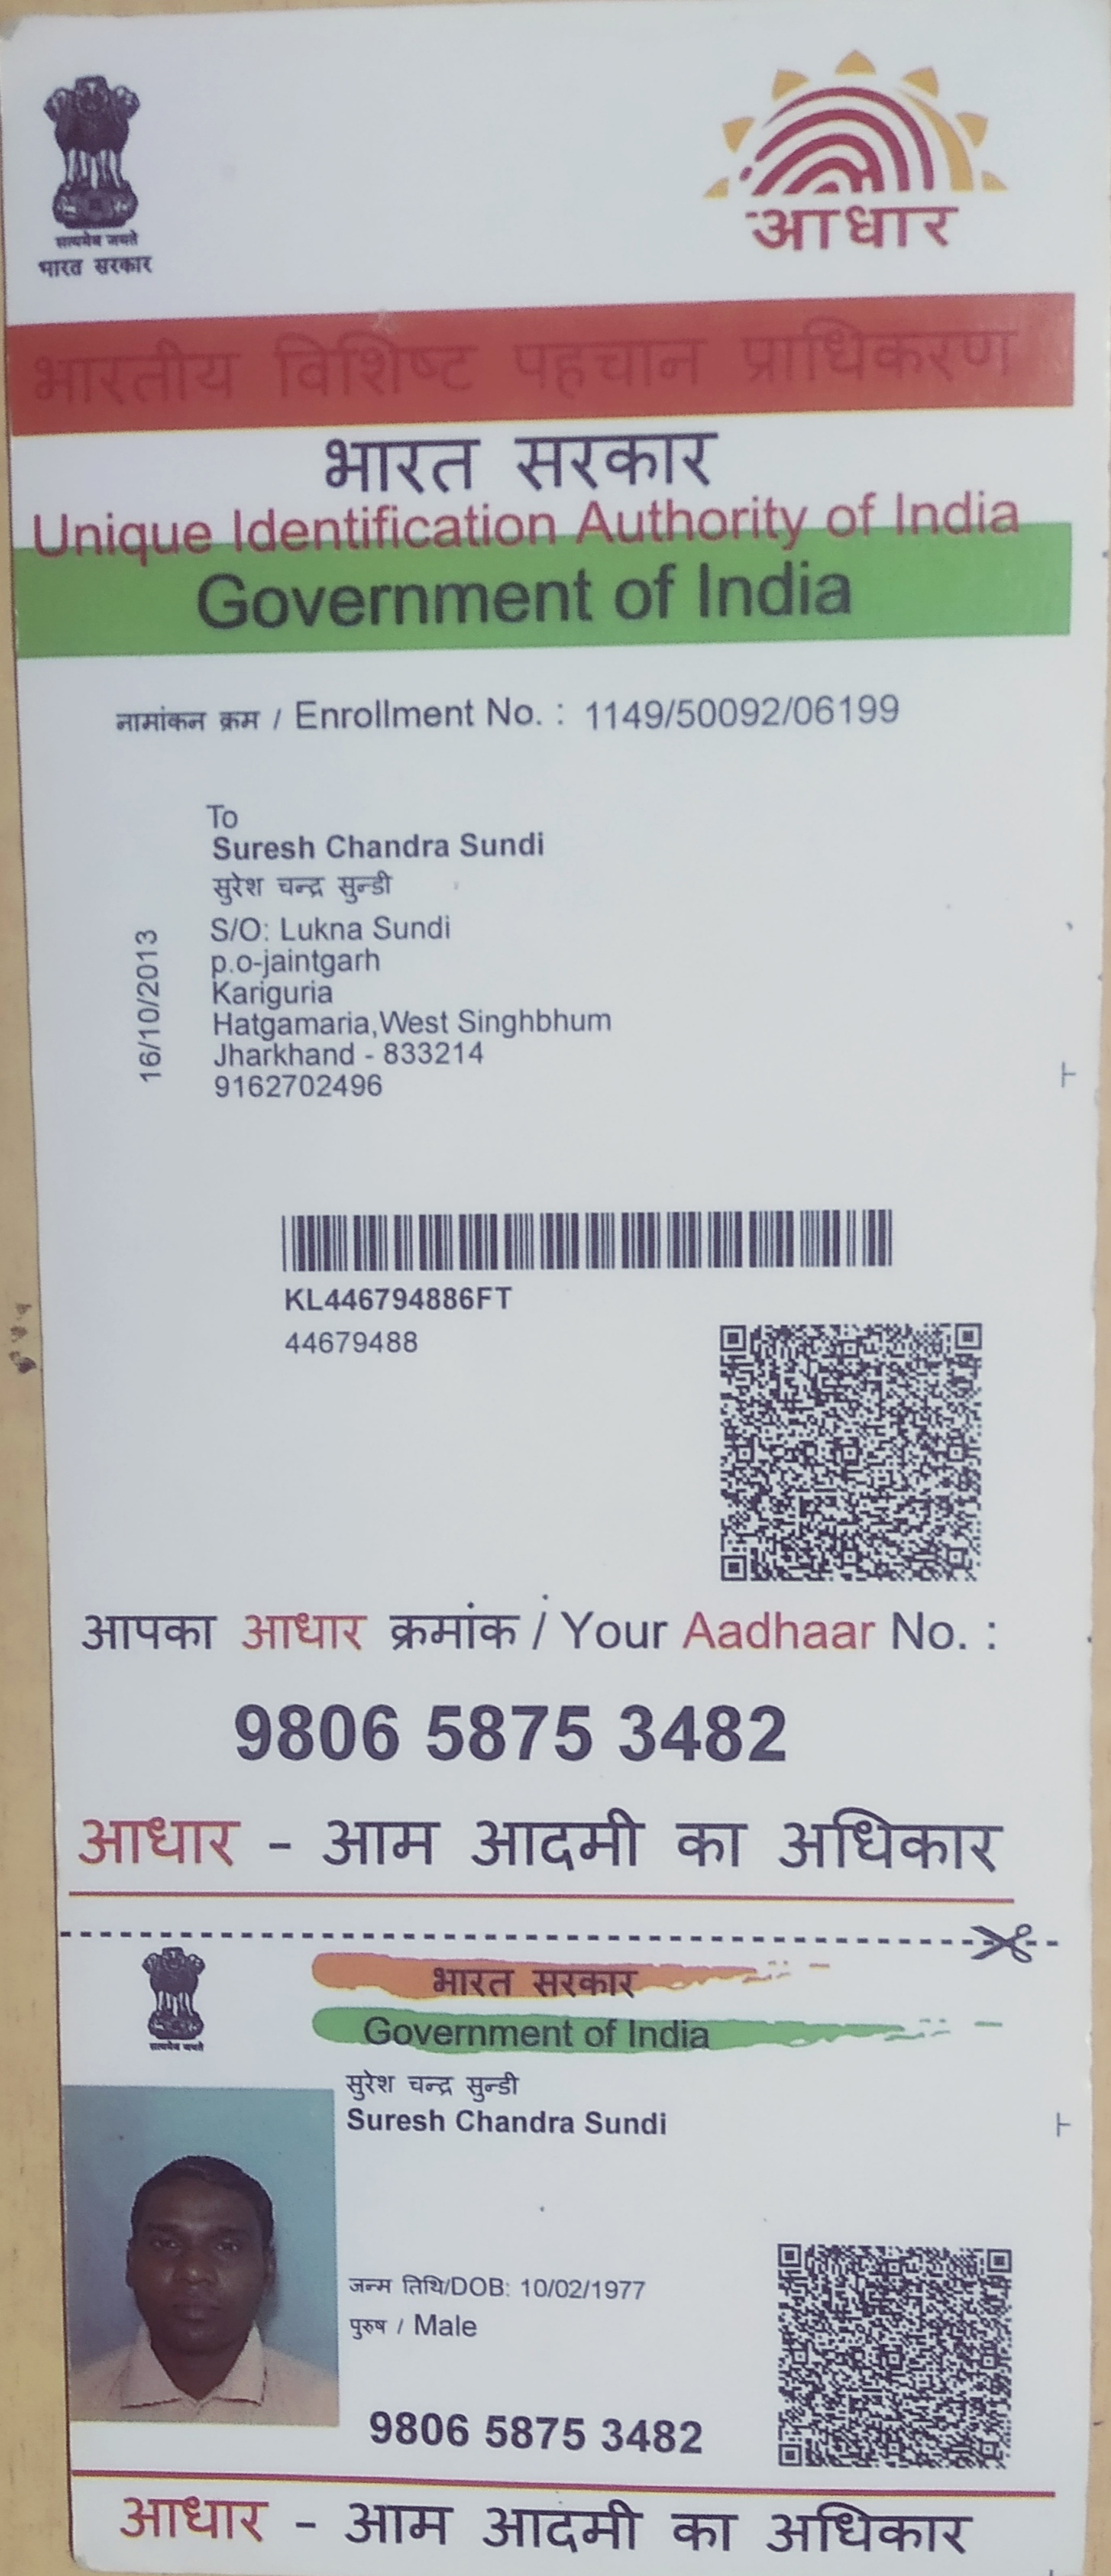 सत्यमेव जयते
भारत सरकार
आधार
भारतीय विशिष्ट पहचान प्राधिकरण
भारत सरकार
Unique Identification Authority of India
Government of India
नामांकन क्रम / Enrollment No. : 1149/50092/06199
To
Suresh Chandra Sundi
सुरेश चन्द्र सुन्डी
S/O: Lukna Sundi
p.o-jaintgarh
Kariguria
Hatgamaria,West Singhbhum
Jharkhand - 833214
9162702496
16/10/2013
KL446794886FT
44679488
आपका आधार क्रमांक / Your Aadhaar No. :
9806 5875 3482
आधार - आम आदमी का अधिकार
सत्यमेव जयते
भारत सरकार
Government of India
सुरेश चन्द्र सुन्डी
Suresh Chandra Sundi
जन्म तिथि/DOB: 10/02/1977
पुरुष / Male
9806 5875 3482
आधार - आम आदमी का अधिकार